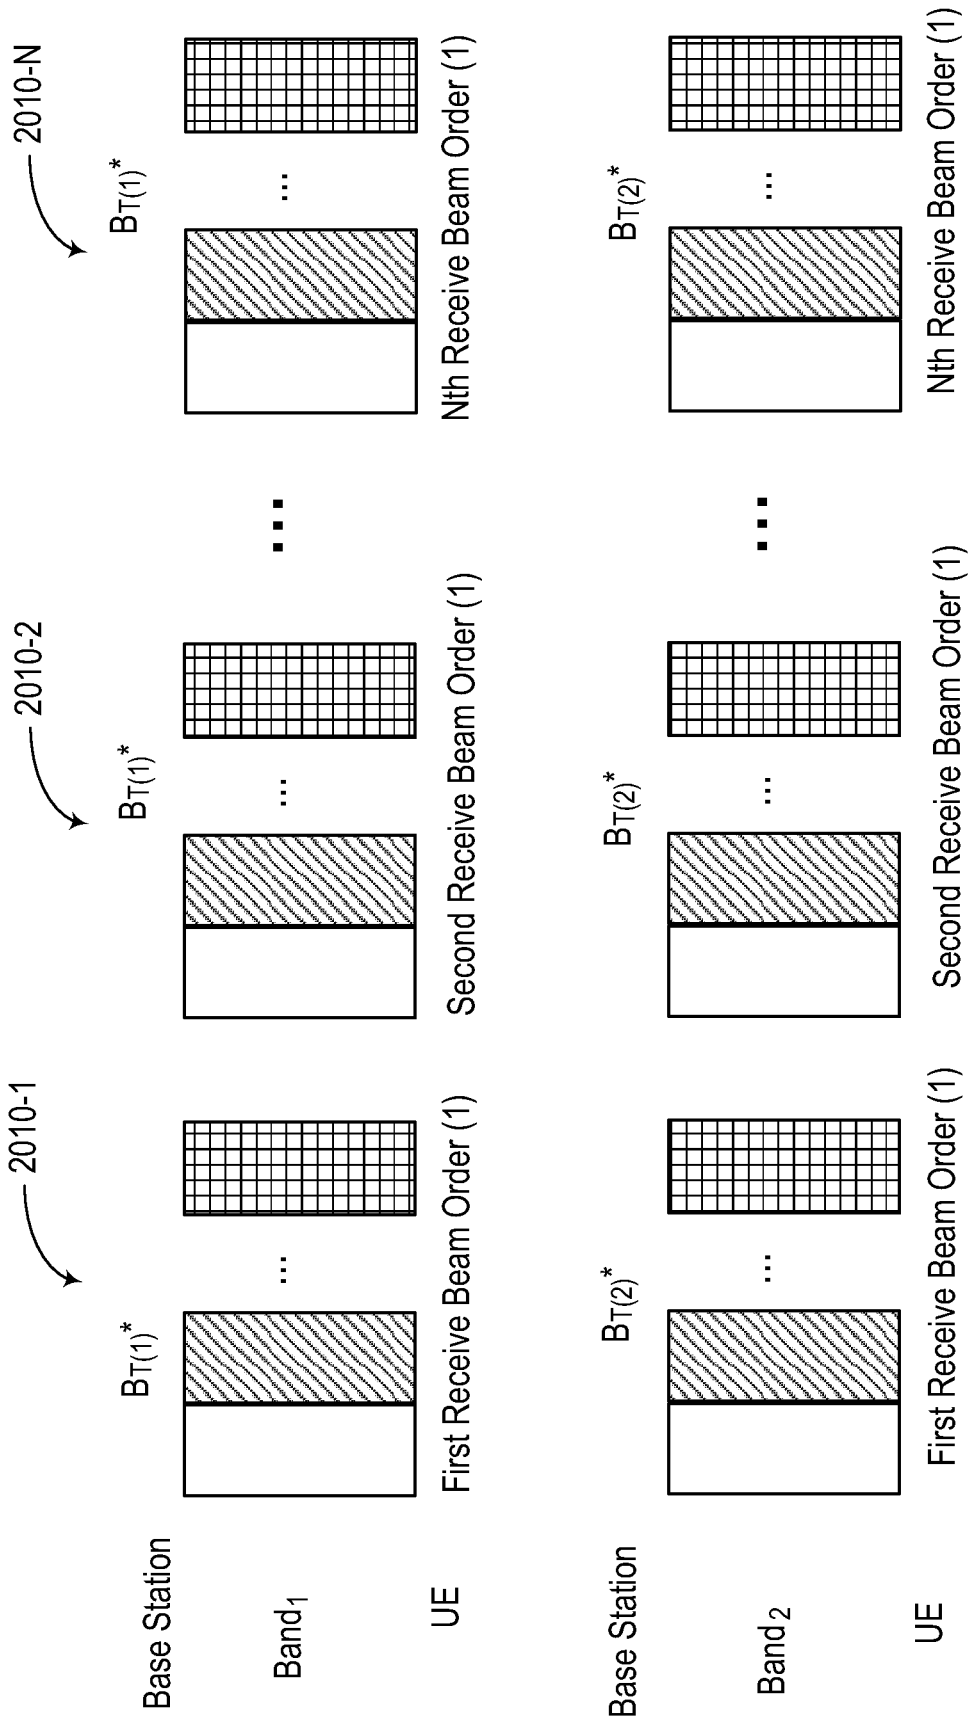 2010-1
2010-2
2010-N
Base Station
BT(1)*
BT(1)*
BT(1)*
Band1
...
...
...
...
UE
First Receive Beam Order (1)
Second Receive Beam Order (1)
Nth Receive Beam Order (1)
Base Station
BT(2)*
BT(2)*
BT(2)*
Band2
...
...
...
...
UE
First Receive Beam Order (1)
Second Receive Beam Order (1)
Nth Receive Beam Order (1)